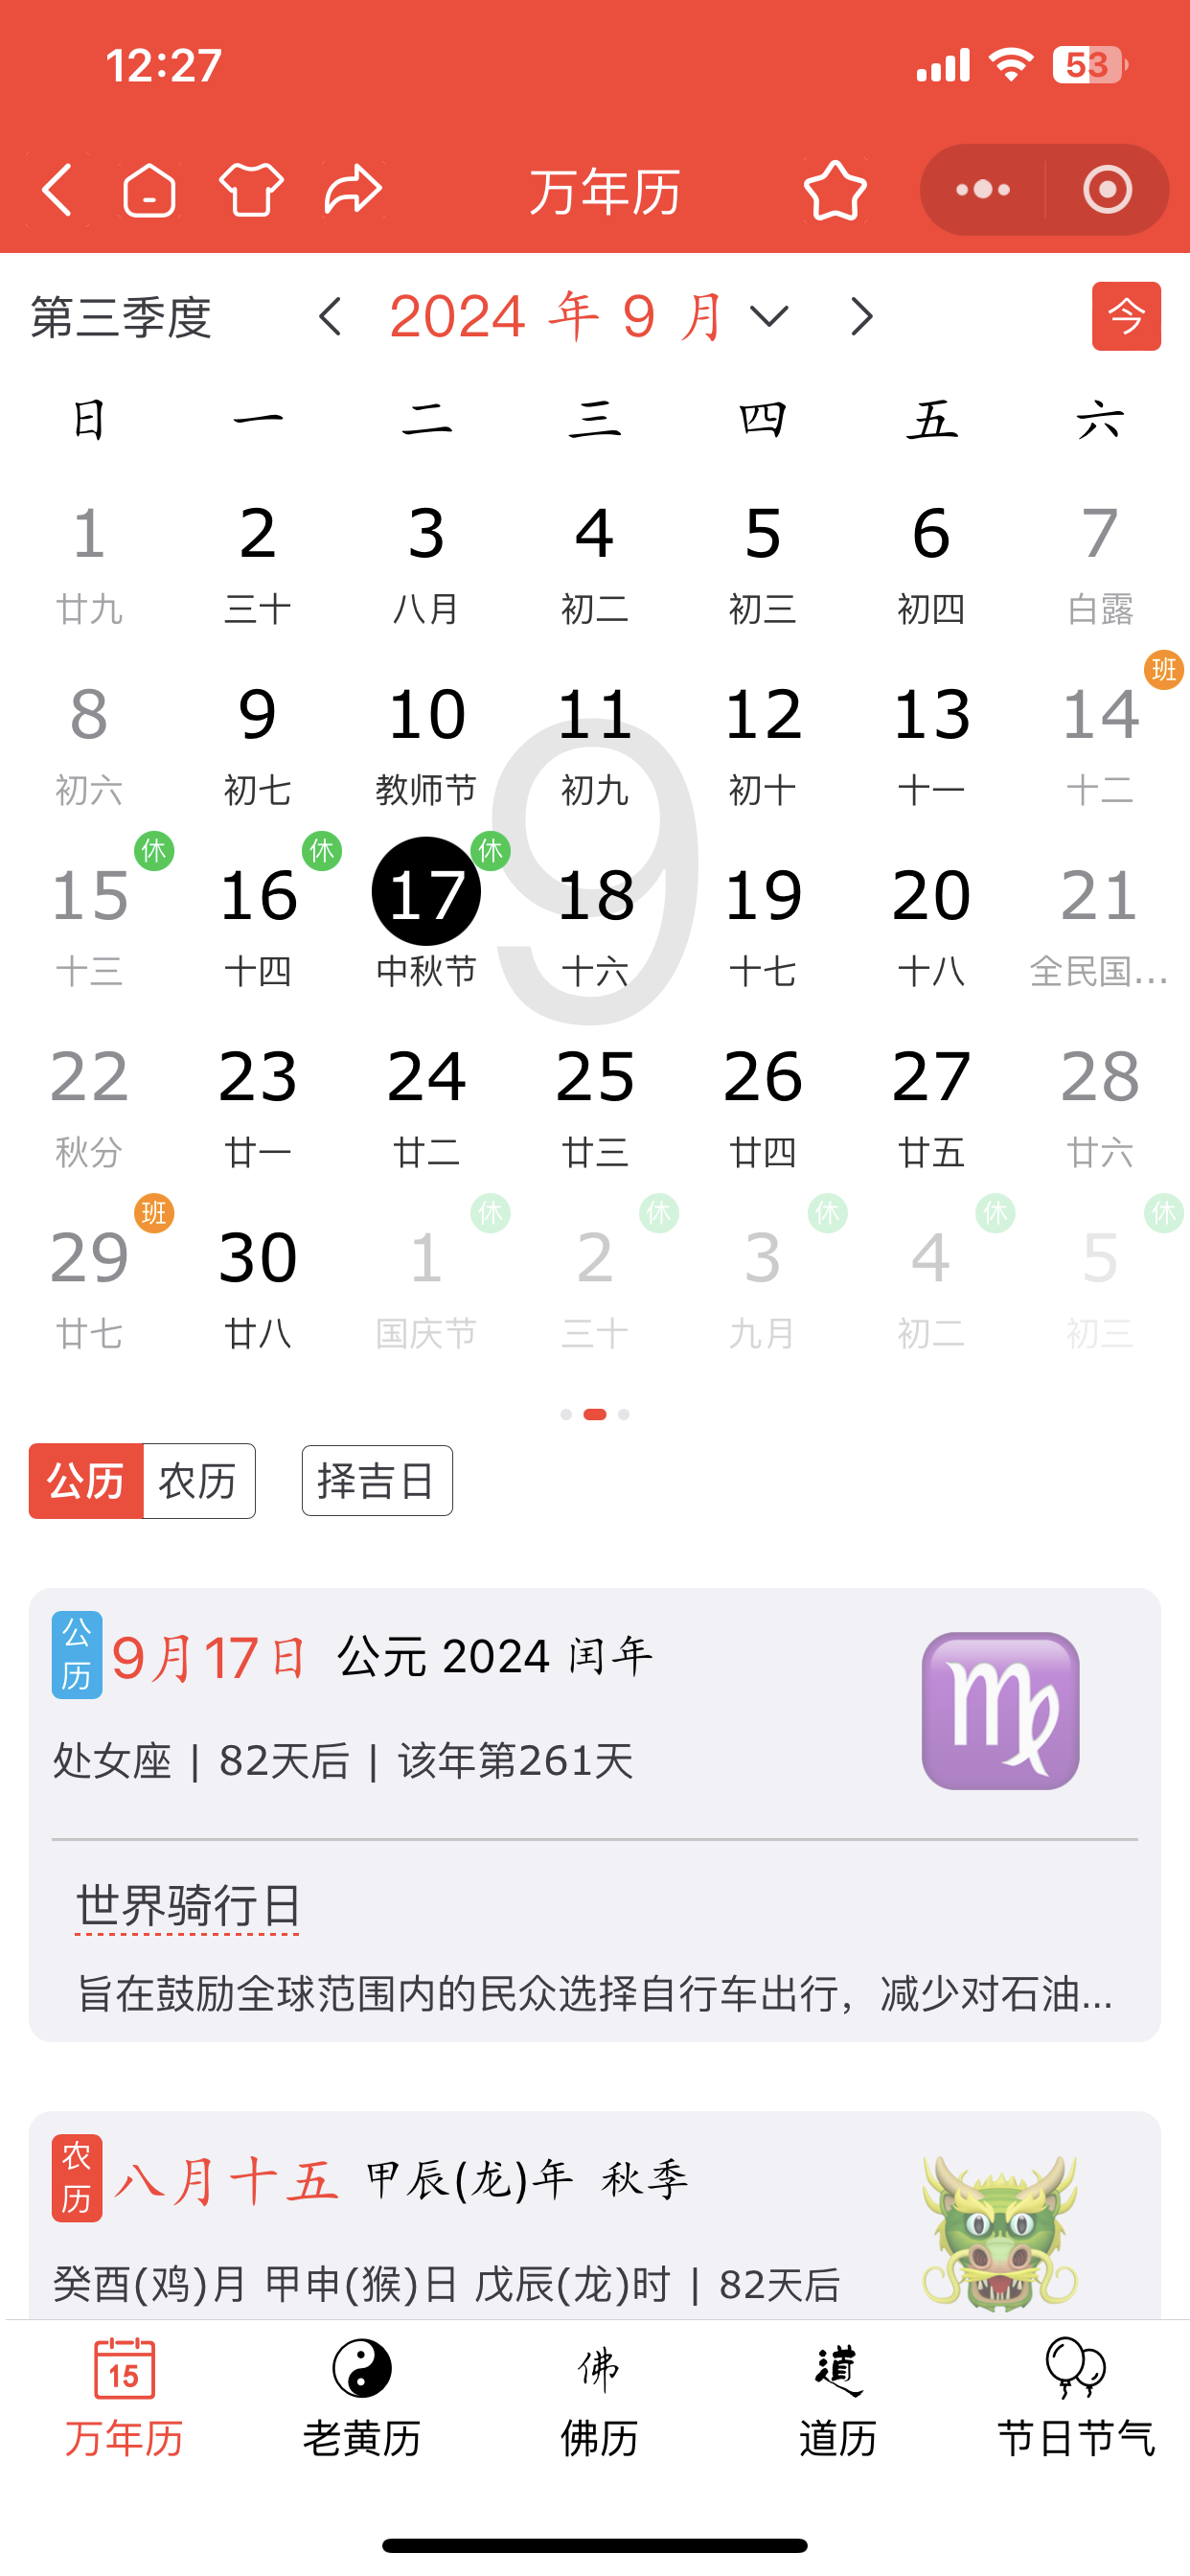 12:27
53
万年历
第三季度
2024 年 9 月
今
日 一 二 三 四 五 六
1 2 3 4 5 6 7
廿九 三十 八月 初二 初三 初四 白露
班
8 9 10 11 12 13 14
初六 初七 教师节 初九 初十 十一 十二
9
休 休 休
15 16 17 18 19 20 21
十三 十四 中秋节 十六 十七 十八 全民国...
22 23 24 25 26 27 28
秋分 廿一 廿二 廿三 廿四 廿五 廿六
班 休 休 休 休 休
29 30 1 2 3 4 5
廿七 廿八 国庆节 三十 九月 初二 初三
公历 农历 择吉日
公历 9月17日 公元 2024 闰年
处女座 | 82天后 | 该年第261天
世界骑行日
旨在鼓励全球范围内的民众选择自行车出行，减少对石油...
农历 八月十五 甲辰(龙)年 秋季
癸酉(鸡)月 甲申(猴)日 戊辰(龙)时 | 82天后
15 佛 道
万年历 老黄历 佛历 道历 节日节气